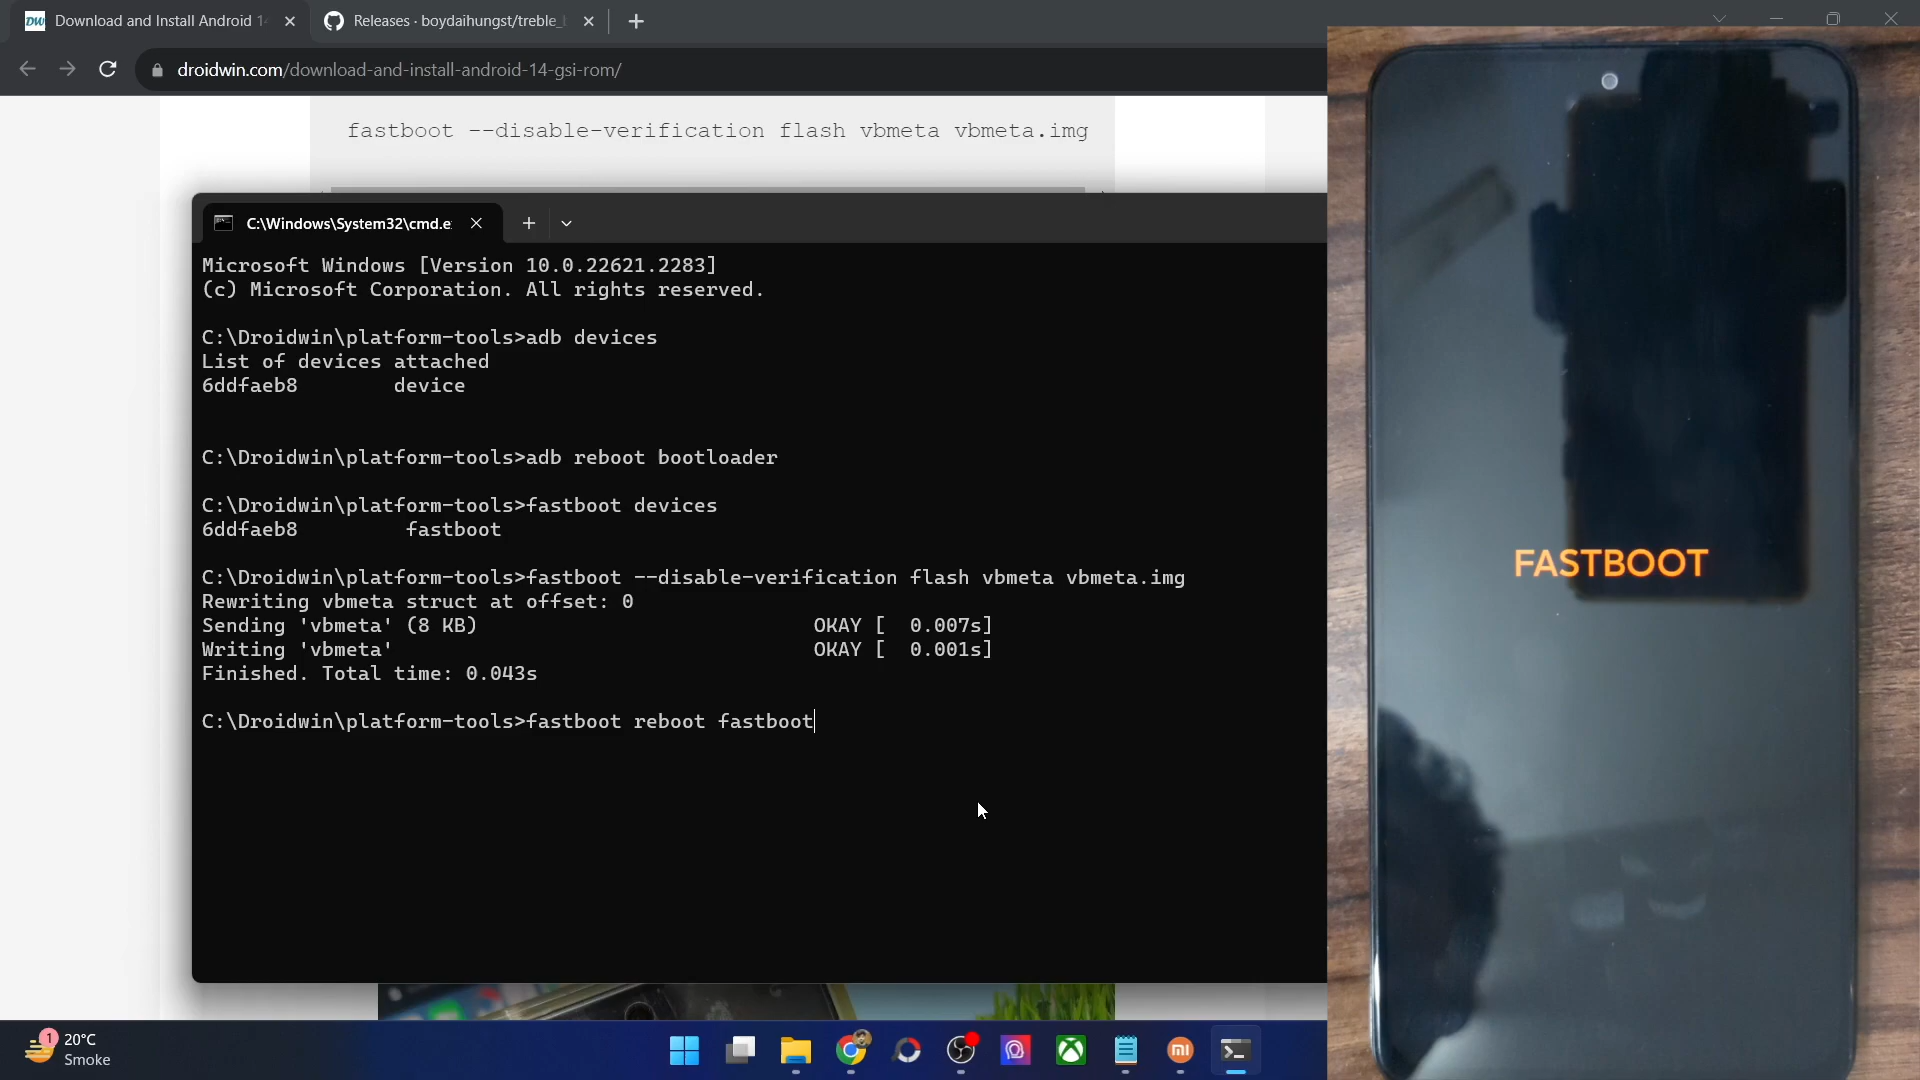 DW Download and Install Android 1
Releases · boydaihungst/treble_
droidwin.com/download-and-install-android-14-gsi-rom/
fastboot --disable-verification flash vbmeta vbmeta.img
C:\Windows\System32\cmd.e
Microsoft Windows [Version 10.0.22621.2283]
(c) Microsoft Corporation. All rights reserved.
C:\Droidwin\platform-tools>adb devices
List of devices attached
6ddfaeb8 device
C:\Droidwin\platform-tools>adb reboot bootloader
C:\Droidwin\platform-tools>fastboot devices
6ddfaeb8 fastboot
C:\Droidwin\platform-tools>fastboot --disable-verification flash vbmeta vbmeta.img
Rewriting vbmeta struct at offset: 0
Sending 'vbmeta' (8 KB) OKAY [ 0.007s]
Writing 'vbmeta' OKAY [ 0.001s]
Finished. Total time: 0.043s
C:\Droidwin\platform-tools>fastboot reboot fastboot
FASTBOOT
1
20°C
Smoke
mi